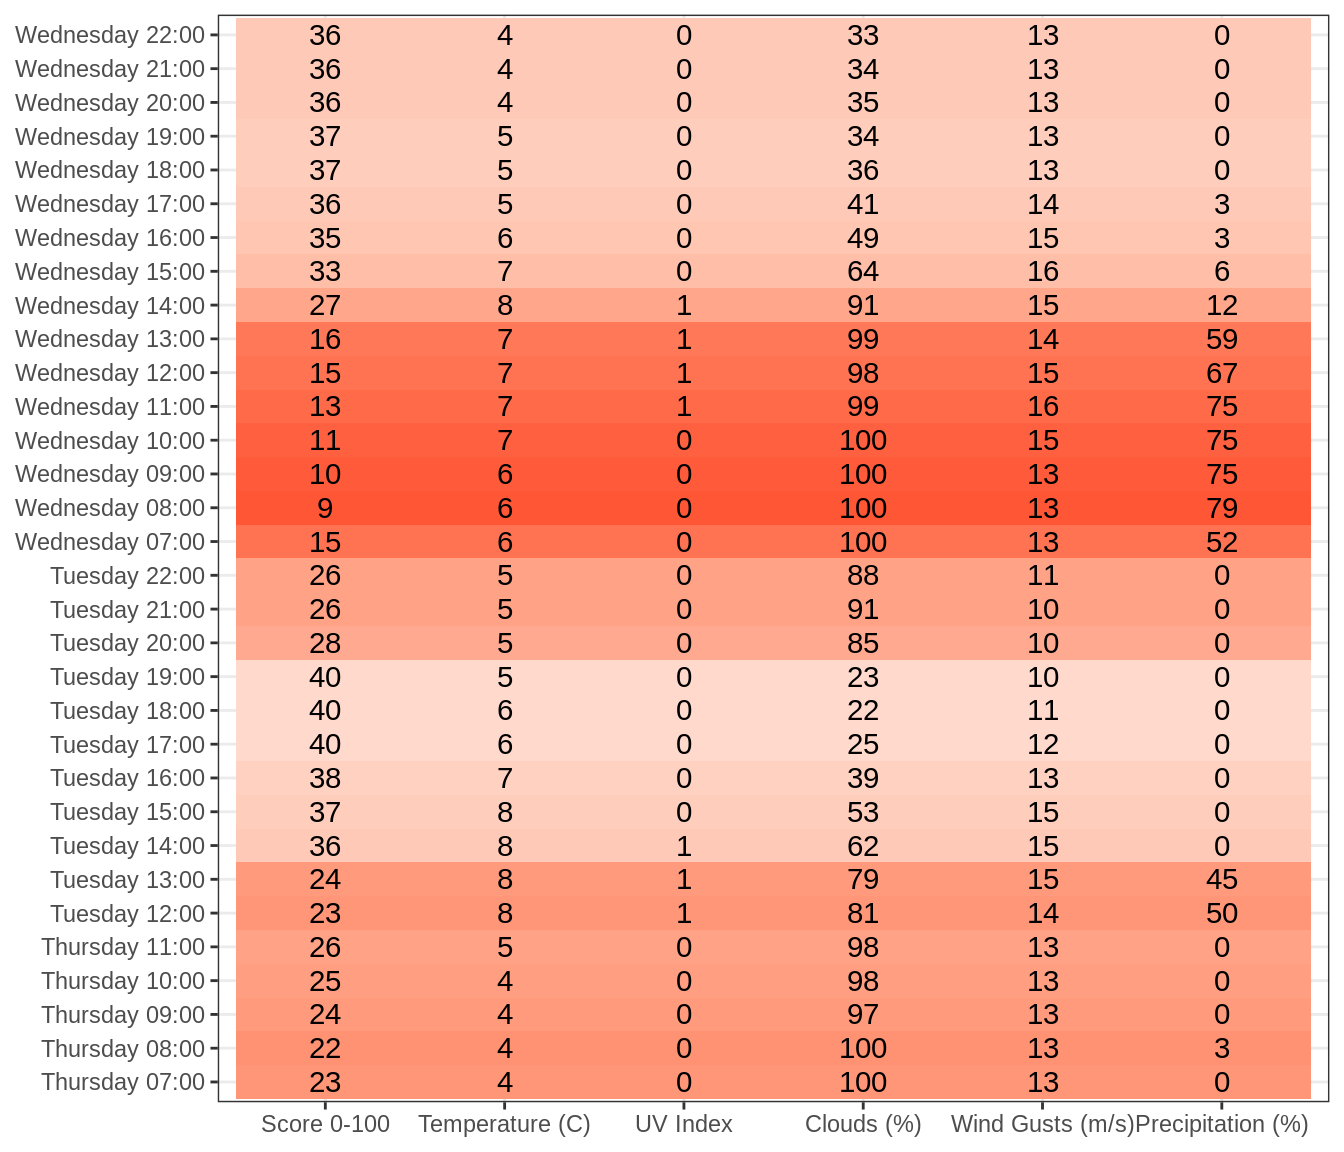 Wednesday 22:00 36 4 0 33 13 0
Wednesday 21:00 36 4 0 34 13 0
Wednesday 20:00 36 4 0 35 13 0
Wednesday 19:00 37 5 0 34 13 0
Wednesday 18:00 37 5 0 36 13 0
Wednesday 17:00 36 5 0 41 14 3
Wednesday 16:00 35 6 0 49 15 3
Wednesday 15:00 33 7 0 64 16 6
Wednesday 14:00 27 8 1 91 15 12
Wednesday 13:00 16 7 1 99 14 59
Wednesday 12:00 15 7 1 98 15 67
Wednesday 11:00 13 7 1 99 16 75
Wednesday 10:00 11 7 0 100 15 75
Wednesday 09:00 10 6 0 100 13 75
Wednesday 08:00 9 6 0 100 13 79
Wednesday 07:00 15 6 0 100 13 52
Tuesday 22:00 26 5 0 88 11 0
Tuesday 21:00 26 5 0 91 10 0
Tuesday 20:00 28 5 0 85 10 0
Tuesday 19:00 40 5 0 23 10 0
Tuesday 18:00 40 6 0 22 11 0
Tuesday 17:00 40 6 0 25 12 0
Tuesday 16:00 38 7 0 39 13 0
Tuesday 15:00 37 8 0 53 15 0
Tuesday 14:00 36 8 1 62 15 0
Tuesday 13:00 24 8 1 79 15 45
Tuesday 12:00 23 8 1 81 14 50
Thursday 11:00 26 5 0 98 13 0
Thursday 10:00 25 4 0 98 13 0
Thursday 09:00 24 4 0 97 13 0
Thursday 08:00 22 4 0 100 13 3
Thursday 07:00 23 4 0 100 13 0
Score 0-100 Temperature (C) UV Index Clouds (%) Wind Gusts (m/s) Precipitation (%)